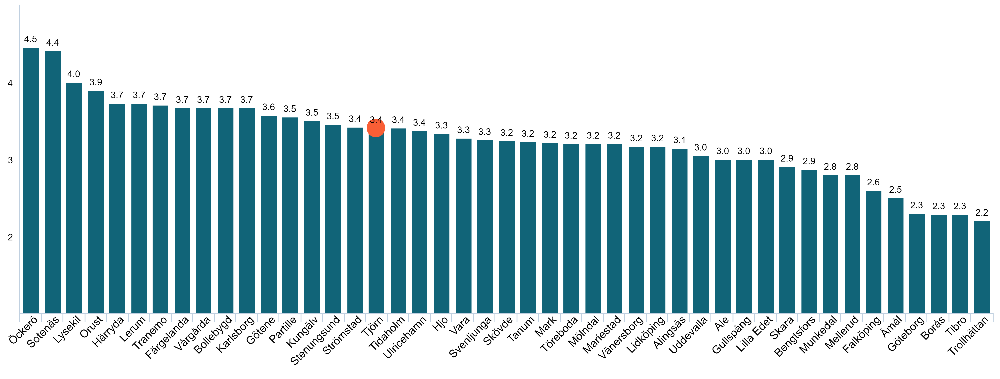 4.5 4.4 4.0 3.9 3.7 3.7 3.7 3.7 3.7 3.7 3.7 3.6 3.5 3.5 3.5 3.4 3.4 3.4 3.4 3.3 3.3 3.3 3.2 3.2 3.2 3.2 3.2 3.2 3.2 3.2 3.1 3.0 3.0 3.0 3.0 2.9 2.9 2.8 2.8 2.6 2.5 2.3 2.3 2.3 2.2
4
3
2
Öckerö
Sotenäs
Lysekil
Orust
Härryda
Lerum
Tranemo
Färgelanda
Vårgårda
Bollebygd
Karlsborg
Götene
Partille
Kungälv
Stenungsund
Strömstad
Tjörn
Tidaholm
Ulricehamn
Hjo
Vara
Svenljunga
Skövde
Tanum
Mark
Töreboda
Mölndal
Mariestad
Vänersborg
Lidköping
Alingsås
Uddevalla
Ale
Gullspång
Lilla Edet
Skara
Bengtsfors
Munkedal
Mellerud
Falköping
Åmål
Göteborg
Borås
Tibro
Trollhättan